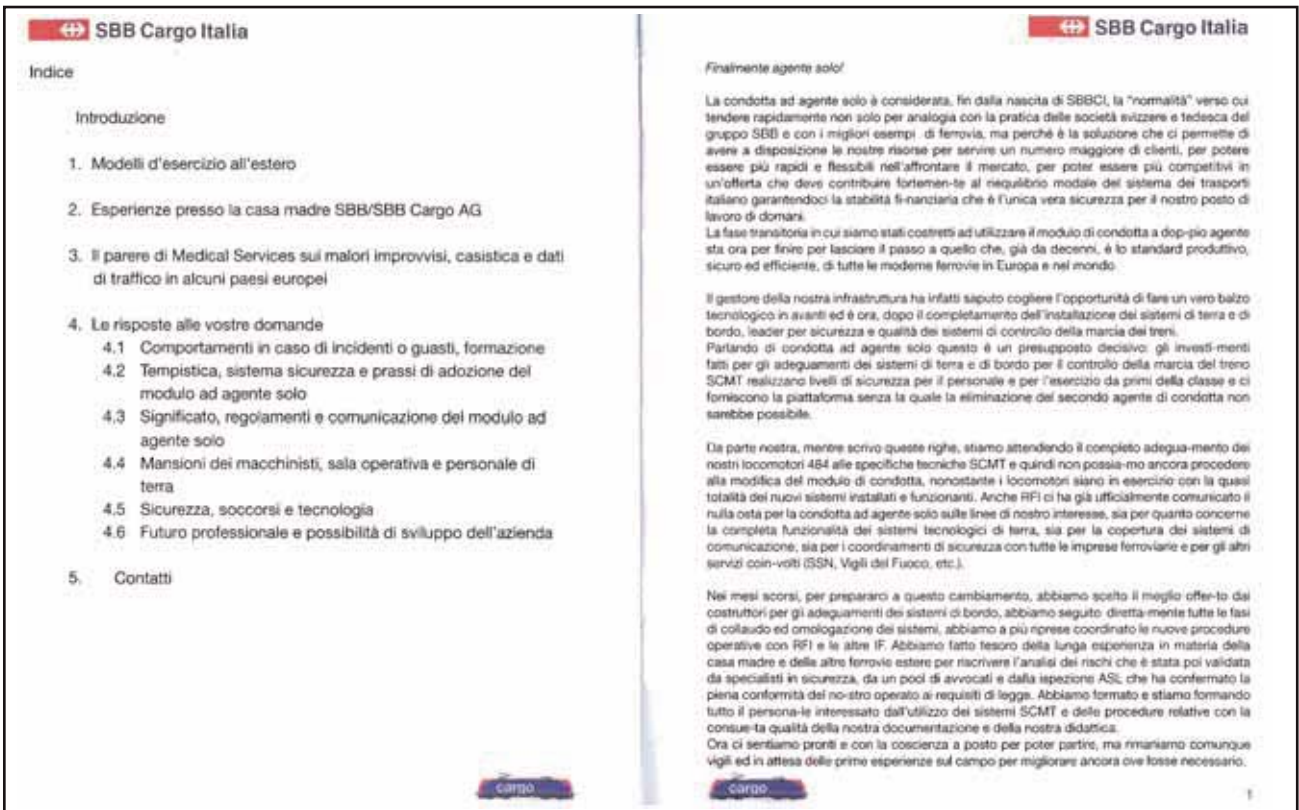 SBB Cargo Italia
Indice
Introduzione
1. Modelli d'esercizio all'estero
2. Esperienze presso la casa madre SBB/SBB Cargo AG
3. Il parere di Medical Services sui malori improvvisi, casistica e dati
di traffico in alcuni paesi europei
4. Le risposte alle vostre domande
4.1 Comportamenti in caso di incidenti o guasti, formazione
4.2 Tempistica, sistema sicurezza e prassi di adozione del
modulo ad agente solo
4.3 Significato, regolamenti e comunicazione del modulo ad
agente solo
4.4 Mansioni dei macchinisti, sala operativa e personale di
terra
4.5 Sicurezza, soccorsi e tecnologia
4.6 Futuro professionale e possibilità di sviluppo dell'azienda
5. Contatti
cargo
SBB Cargo Italia
Finalmente agente solo!
La condotta ad agente solo è considerata, fin dalla nascita di SBBCI, la "normalità" verso cui
tendere rapidamente non solo per analogia con la pratica delle società svizzere e tedesca del
gruppo SBB e con i migliori esempi di ferrovia, ma perché è la soluzione che ci permette di
avere a disposizione le nostre risorse per servire un numero maggiore di clienti, per potere
essere più rapidi e flessibili nell'affrontare il mercato, per poter essere più competitivi in
un'offerta che deve contribuire fortemen-te al riequilibrio modale del sistema dei trasporti
italiano garantendoci la stabilità fi-nanziaria che è l'unica vera sicurezza per il nostro posto di
lavoro di domani.
La fase transitoria in cui siamo stati costretti ad utilizzare il modulo di condotta a dop-pio agente
sta ora per finire per lasciare il passo a quello che, già da decenni, è lo standard produttivo,
sicuro ed efficiente, di tutte le moderne ferrovie in Europa e nel mondo
Il gestore della nostra infrastruttura ha infatti saputo cogliere l'opportunità di fare un vero balzo
tecnologico in avanti ed è ora, dopo il completamento dell'installazione dei sistemi di terra e di
bordo, leader per sicurezza e qualità dei sistemi di controllo della marcia dei treni.
Parlando di condotta ad agente solo questo è un presupposto decisivo: gli investi-menti
fatti per gli adeguamenti dei sistemi di terra e di bordo per il controllo della marcia del treno
SCMT realizzano livelli di sicurezza per il personale e per l'esercizio da primi della classe e ci
forniscono la piattaforma senza la quale la eliminazione del secondo agente di condotta non
sarebbe possibile.
Da parte nostra, mentre scrivo queste righe, stiamo attendendo il completo adegua-mento dei
nostri locomotori 484 alle specifiche tecniche SCMT e quindi non possia-mo ancora procedere
alla modifica del modulo di condotta, nonostante i locomotori siano in esercizio con la quasi
totalità dei nuovi sistemi installati e funzionanti. Anche RFI ci ha già ufficialmente comunicato il
nulla osta per la condotta ad agente solo sulle linee di nostro interesse, sia per quanto concerne
la completa funzionalità dei sistemi tecnologici di terra, sia per la copertura dei sistemi di
comunicazione, sia per i coordinamenti di sicurezza con tutte le imprese ferroviarie e per gli altri
servizi coin-volti (SSN, Vigili del Fuoco, etc.).
Nei mesi scorsi, per prepararci a questo cambiamento, abbiamo scelto il meglio offer-to dai
costruttori per gli adeguamenti dei sistemi di bordo, abbiamo seguito diretta-mente tutte le fasi
di collaudo ed omologazione dei sistemi, abbiamo a più riprese coordinato le nuove procedure
operative con RFI e le altre IF. Abbiamo fatto tesoro della lunga esperienza in materia della
casa madre e delle altre ferrovie estere per riscrivere l'analisi dei rischi che è stata poi validata
da specialisti in sicurezza, da un pool di avvocati e dalla ispezione ASL che ha confermato la
piena conformità del no-stro operato ai requisiti di legge. Abbiamo formato e stiamo formando
tutto il persona-le interessato dall'utilizzo dei sistemi SCMT e delle procedure relative con la
consue-ta qualità della nostra documentazione e della nostra didattica.
Ora ci sentiamo pronti e con la coscienza a posto per poter partire, ma rimaniamo comunque
vigili ed in attesa delle prime esperienze sul campo per migliorare ancora ove fosse necessario.
cargo
1